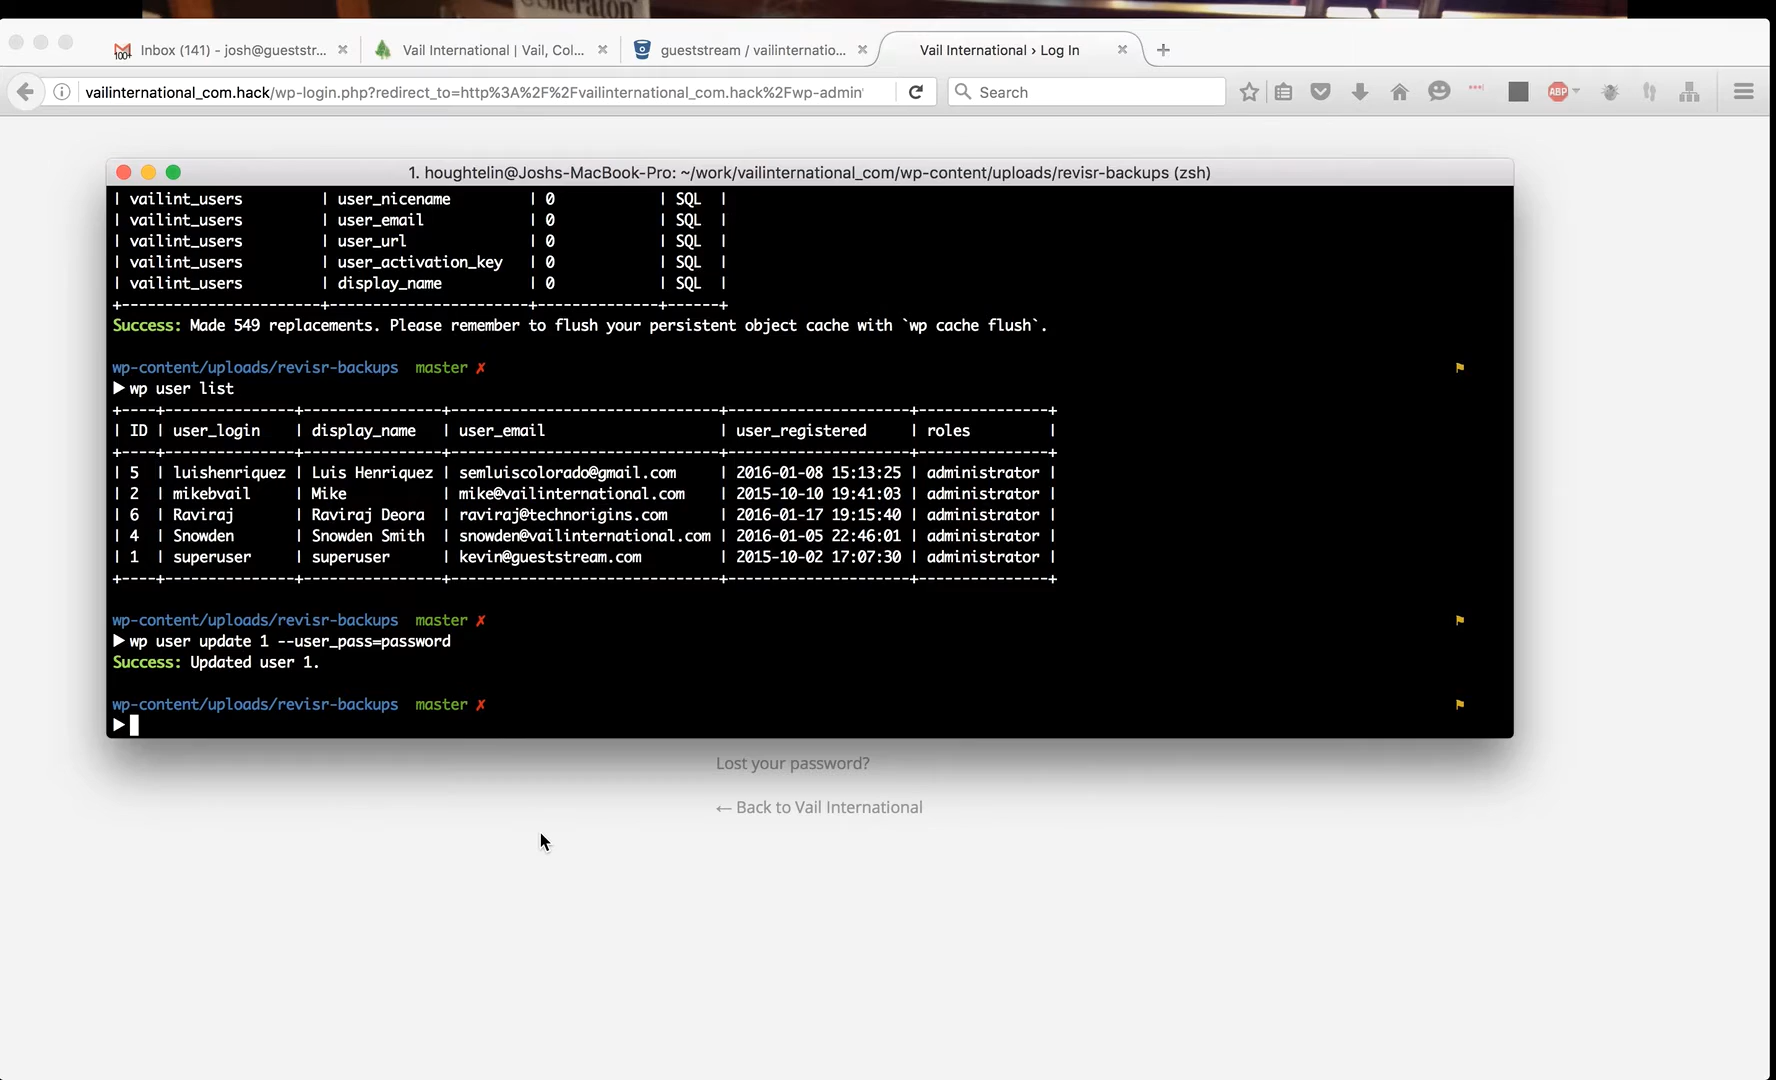 Sheraton
Inbox (141) - josh@gueststr...
Vail International | Vail, Col...
gueststream / vailinternatio...
Vail International › Log In
vailinternational_com.hack/wp-login.php?redirect_to=http%3A%2F%2Fvailinternational_com.hack%2Fwp-admin
Search
ABP
1. houghtelin@Joshs-MacBook-Pro: ~/work/vailinternational_com/wp-content/uploads/revisr-backups (zsh)
| vailint_users | user_nicename | 0 | SQL |
| vailint_users | user_email | 0 | SQL |
| vailint_users | user_url | 0 | SQL |
| vailint_users | user_activation_key | 0 | SQL |
| vailint_users | display_name | 0 | SQL |
+-----------------------+-----------------------+--------------+------+
Success: Made 549 replacements. Please remember to flush your persistent object cache with `wp cache flush`.
wp-content/uploads/revisr-backups master ✗
▶ wp user list
+----+---------------+----------------+-------------------------------+---------------------+---------------+
| ID | user_login | display_name | user_email | user_registered | roles |
+----+---------------+----------------+-------------------------------+---------------------+---------------+
| 5 | luishenriquez | Luis Henriquez | semluiscolorado@gmail.com | 2016-01-08 15:13:25 | administrator |
| 2 | mikebvail | Mike | mike@vailinternational.com | 2015-10-10 19:41:03 | administrator |
| 6 | Raviraj | Raviraj Deora | raviraj@technorigins.com | 2016-01-17 19:15:40 | administrator |
| 4 | Snowden | Snowden Smith | snowden@vailinternational.com | 2016-01-05 22:46:01 | administrator |
| 1 | superuser | superuser | kevin@gueststream.com | 2015-10-02 17:07:30 | administrator |
+----+---------------+----------------+-------------------------------+---------------------+---------------+
wp-content/uploads/revisr-backups master ✗
▶ wp user update 1 --user_pass=password
Success: Updated user 1.
wp-content/uploads/revisr-backups master ✗
▶
Lost your password?
← Back to Vail International